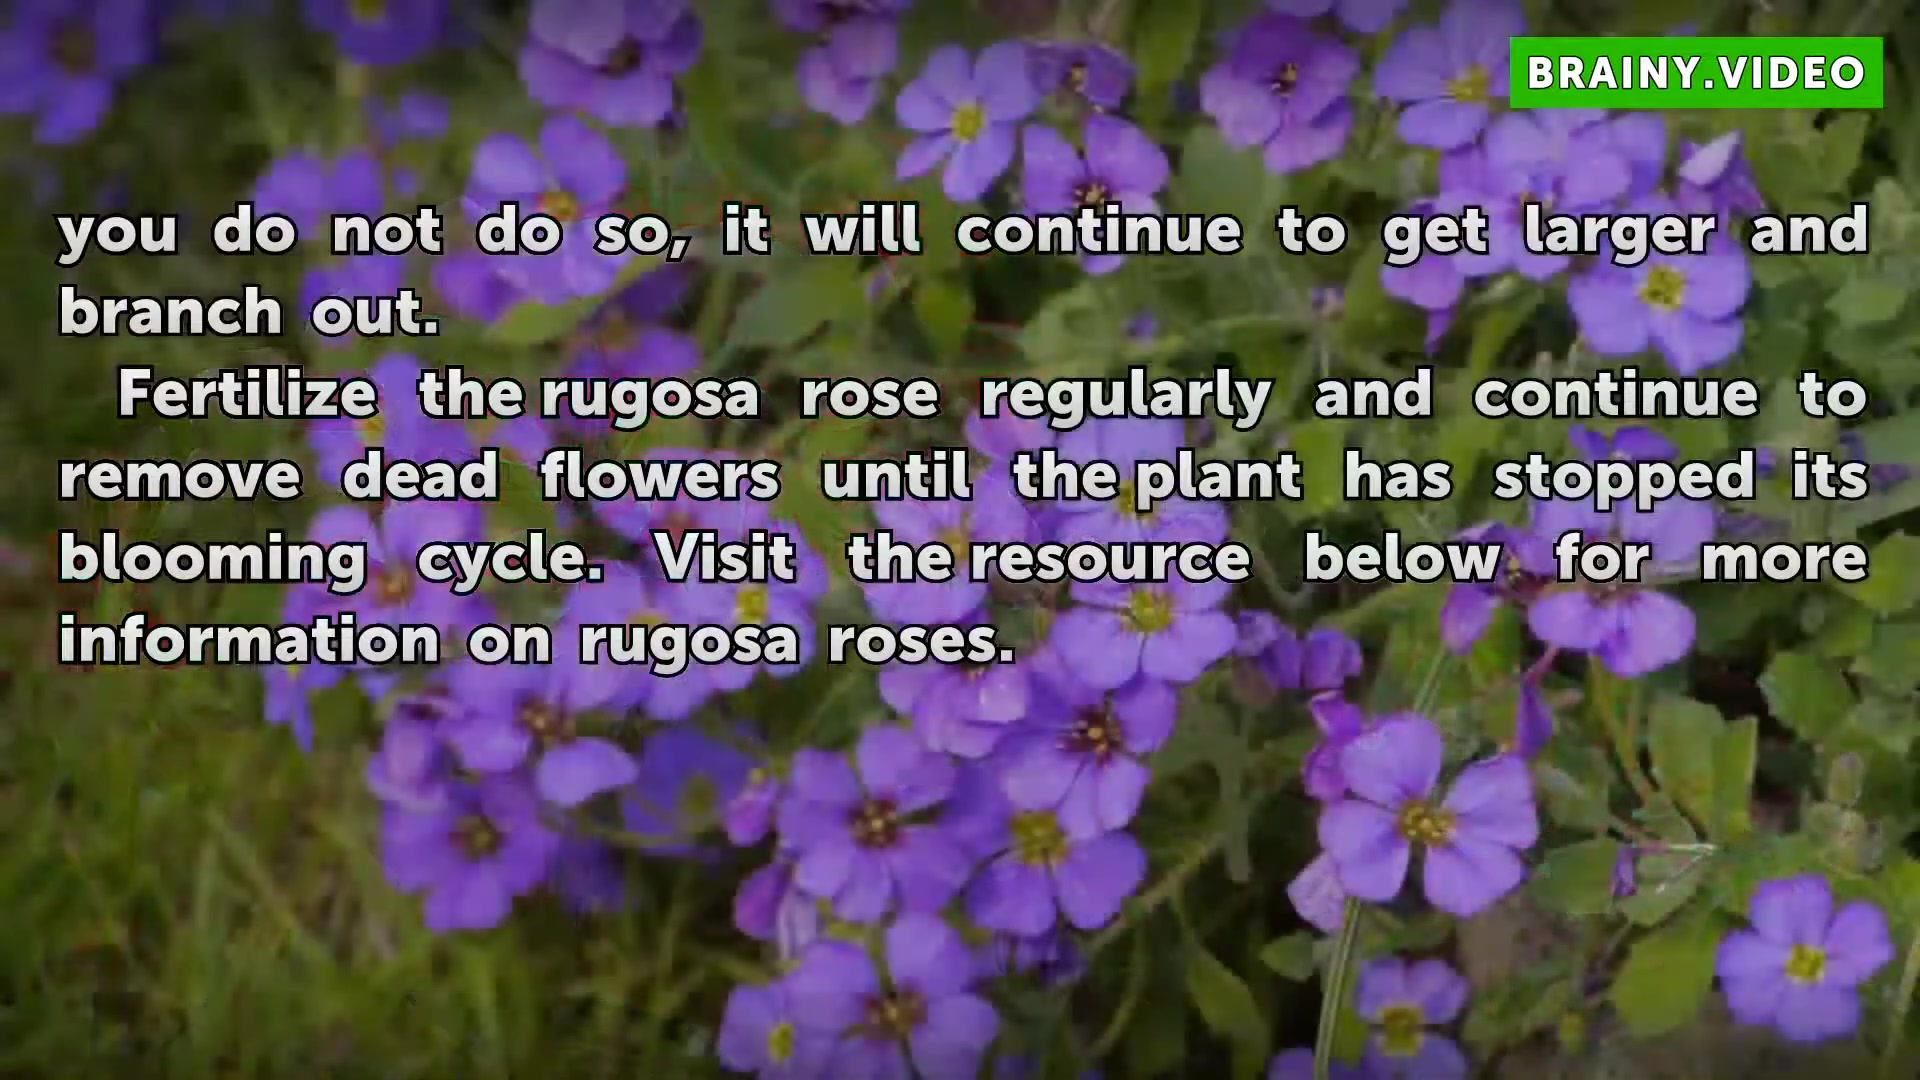 BRAINY.VIDEO
you do not do so, it will continue to get larger and
branch out.
Fertilize the rugosa rose regularly and continue to
remove dead flowers until the plant has stopped its
blooming cycle. Visit the resource below for more
information on rugosa roses.